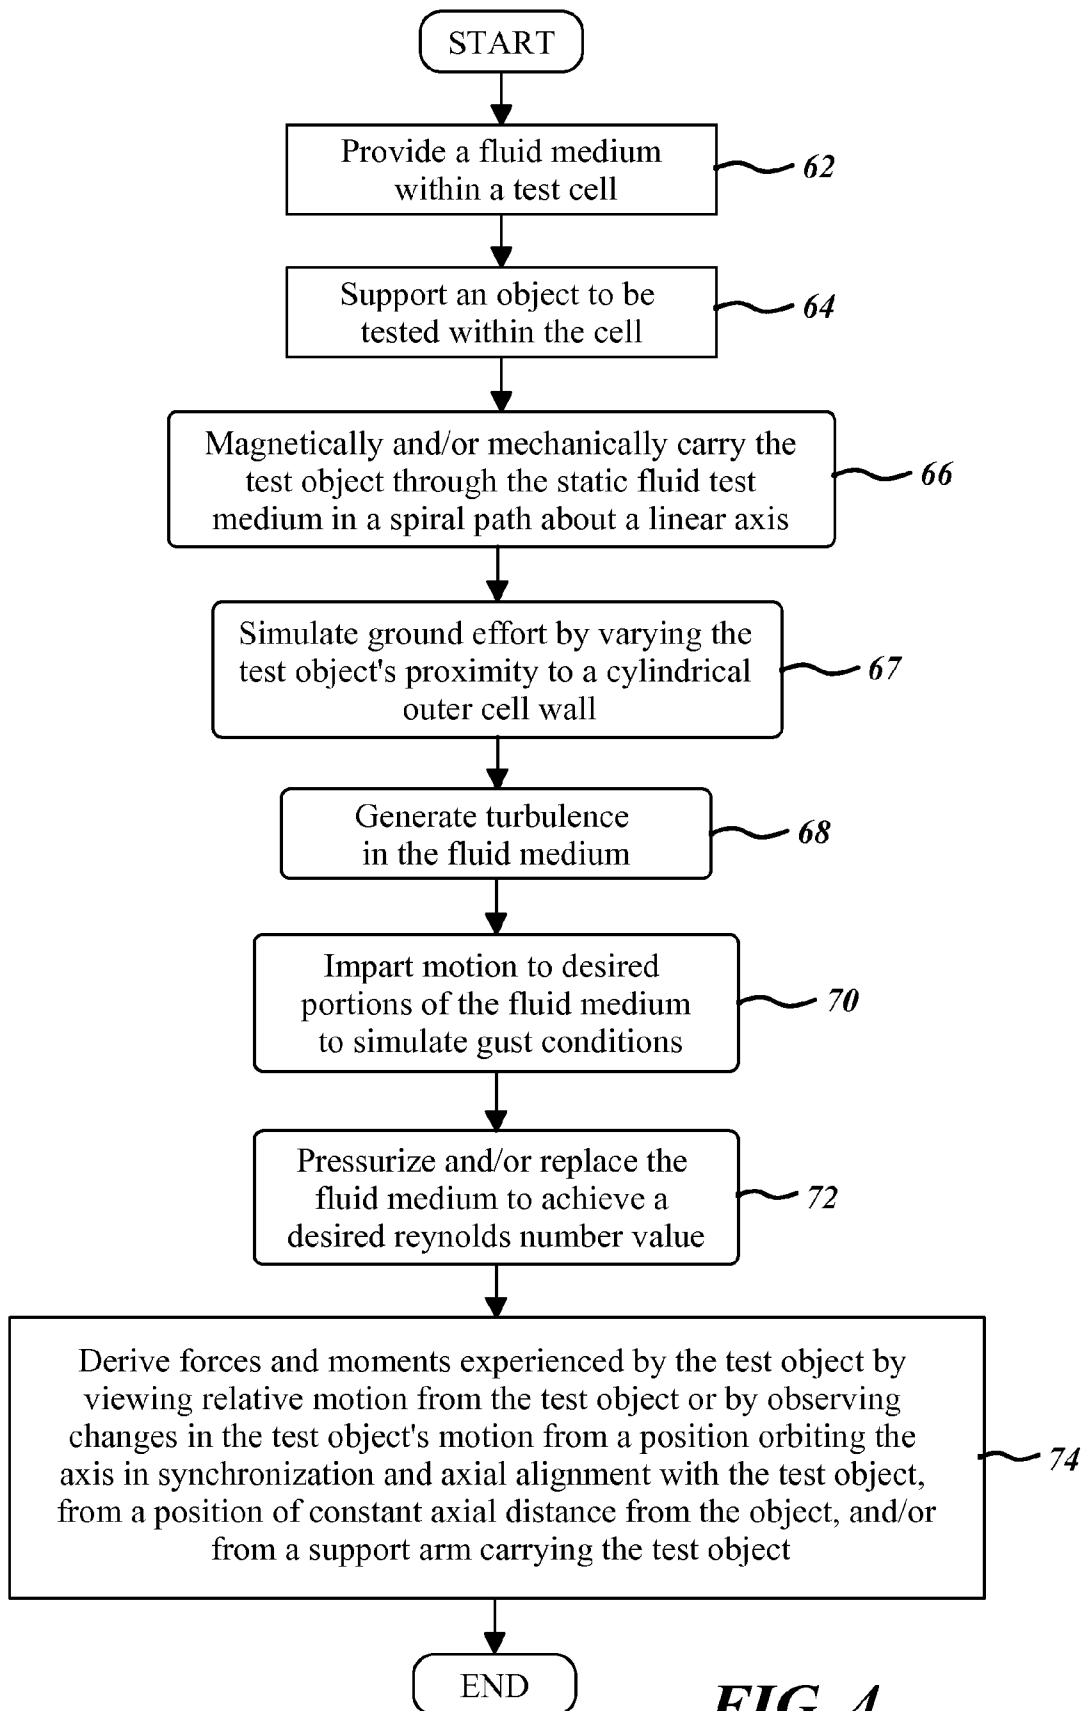 START
Provide a fluid medium
within a test cell
62
Support an object to be
tested within the cell
64
Magnetically and/or mechanically carry the
test object through the static fluid test
medium in a spiral path about a linear axis
66
Simulate ground effort by varying the
test object's proximity to a cylindrical
outer cell wall
67
Generate turbulence
in the fluid medium
68
Impart motion to desired
portions of the fluid medium
to simulate gust conditions
70
Pressurize and/or replace the
fluid medium to achieve a
desired reynolds number value
72
Derive forces and moments experienced by the test object by
viewing relative motion from the test object or by observing
changes in the test object's motion from a position orbiting the
axis in synchronization and axial alignment with the test object,
from a position of constant axial distance from the object, and/or
from a support arm carrying the test object
74
END
FIG. 4